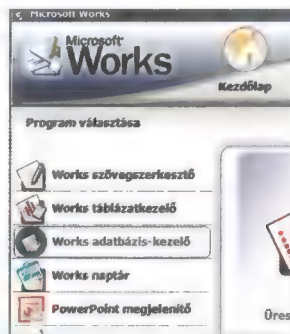 Microsoft Works
Microsoft
Works
Kezdőlap
Program választása
Works szövegszerkesztő
Works táblázatkezelő
Works adatbázis-kezelő
Works naptár
PowerPoint megjelenítő
Üres